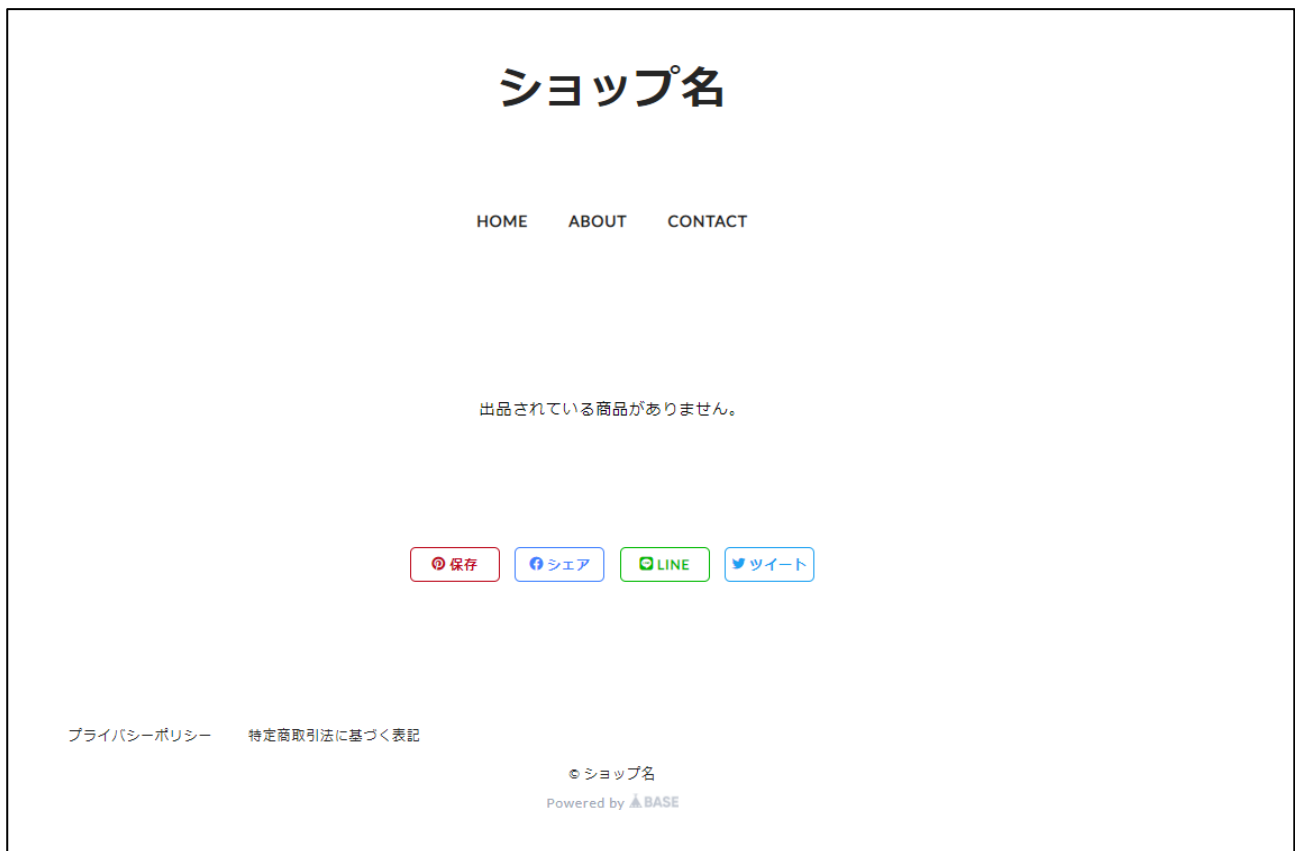 ショップ名
HOME ABOUT CONTACT
出品されている商品がありません。
保存 シェア LINE ツイート
プライバシーポリシー 特定商取引法に基づく表記
© ショップ名
Powered by BASE